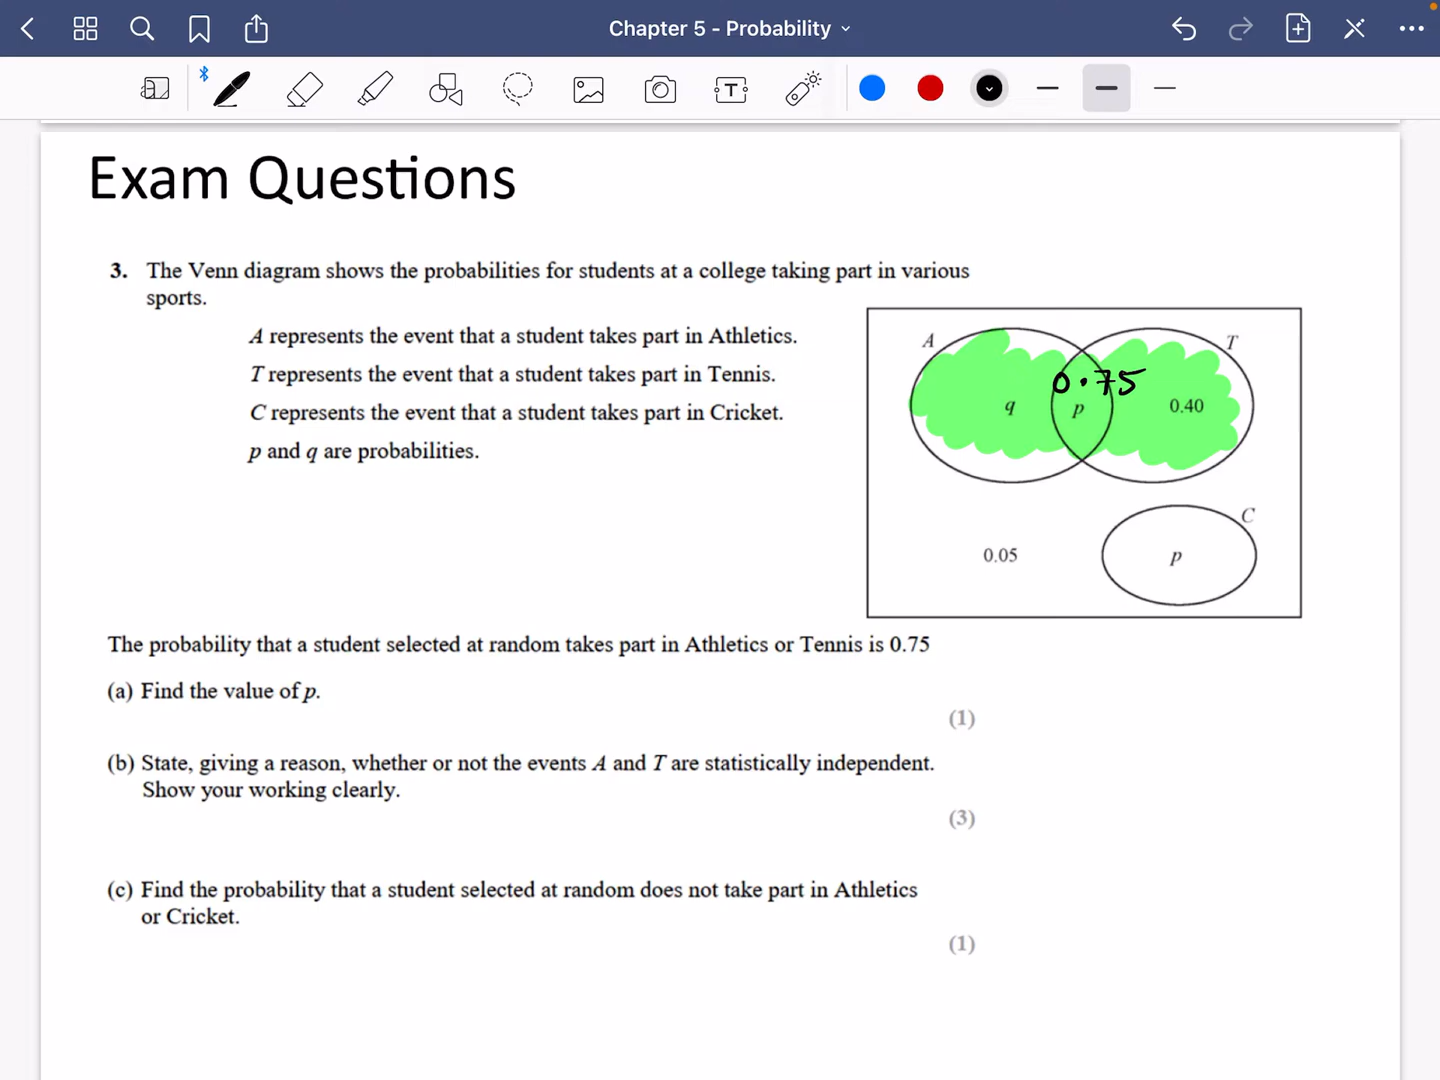 Chapter 5 - Probability
a
T
Exam Questions
3. The Venn diagram shows the probabilities for students at a college taking part in various
sports.
A represents the event that a student takes part in Athletics.
T represents the event that a student takes part in Tennis.
C represents the event that a student takes part in Cricket.
p and q are probabilities.
A
T
0.75
q
p
0.40
C
0.05
p
The probability that a student selected at random takes part in Athletics or Tennis is 0.75
(a) Find the value of p.
(1)
(b) State, giving a reason, whether or not the events A and T are statistically independent.
Show your working clearly.
(3)
(c) Find the probability that a student selected at random does not take part in Athletics
or Cricket.
(1)